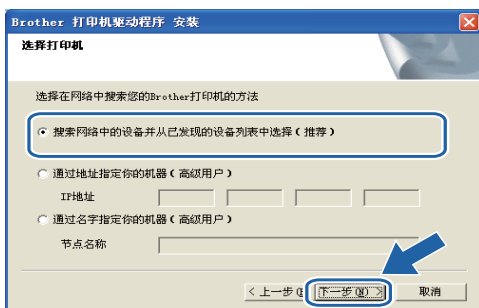 Brother 打印机驱动程序 安装
选择打印机
选择在网络中搜索您的Brother打印机的方法
搜索网络中的设备并从已发现的设备列表中选择(推荐)
通过地址指定你的机器(高级用户)
IP地址
通过名字指定你的机器(高级用户)
节点名称
< 上一步 下一步(N) > 取消